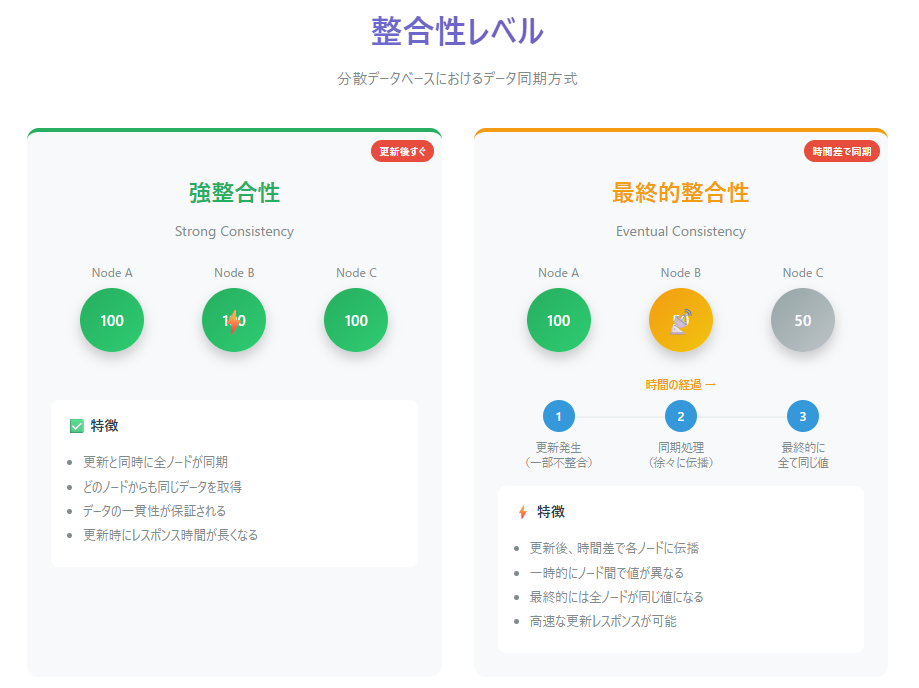 整合性レベル
分散データベースにおけるデータ同期方式
更新後すぐ
強整合性
Strong Consistency
Node A
Node B
Node C
100
100
特徴
更新と同時に全ノードが同期
どのノードからも同じデータを取得
データの一貫性が保証される
更新時にレスポンス時間が長くなる
時間差で同期
最終的整合性
Eventual Consistency
Node A
Node B
Node C
100
50
時間の経過 →
1
2
3
更新発生
（一部不整合）
同期処理
（徐々に伝播）
最終的に
全て同じ値
特徴
更新後、時間差で各ノードに伝播
一時的にノード間で値が異なる
最終的には全ノードが同じ値になる
高速な更新レスポンスが可能